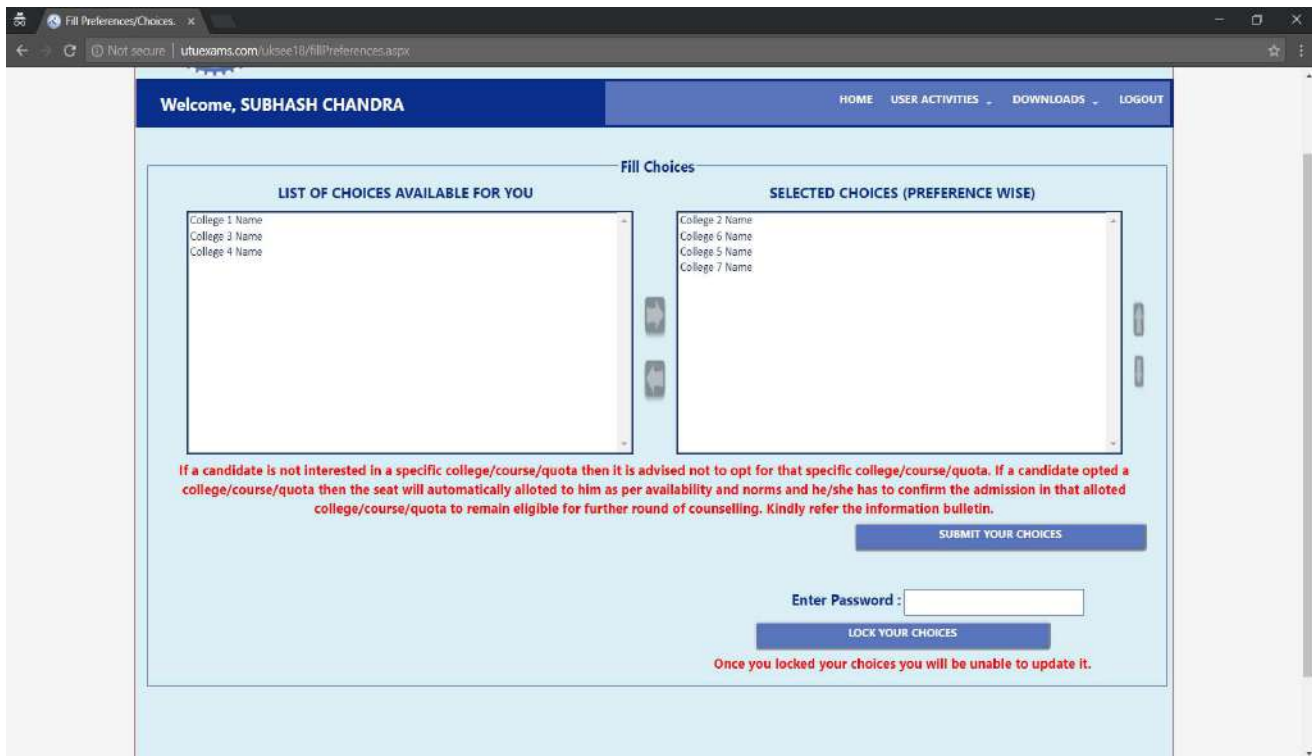 Fill Preferences/Choices.
Not secure | utuexams.com/uksee18/fillPreferences.aspx
Welcome, SUBHASH CHANDRA
HOME USER ACTIVITIES DOWNLOADS LOGOUT
Fill Choices
LIST OF CHOICES AVAILABLE FOR YOU
College 1 Name
College 3 Name
College 4 Name
SELECTED CHOICES (PREFERENCE WISE)
College 2 Name
College 6 Name
College 5 Name
College 7 Name
If a candidate is not interested in a specific college/course/quota then it is advised not to opt for that specific college/course/quota. If a candidate opted a
college/course/quota then the seat will automatically alloted to him as per availability and norms and he/she has to confirm the admission in that alloted
college/course/quota to remain eligible for further round of counselling. Kindly refer the information bulletin.
SUBMIT YOUR CHOICES
Enter Password :
LOCK YOUR CHOICES
Once you locked your choices you will be unable to update it.